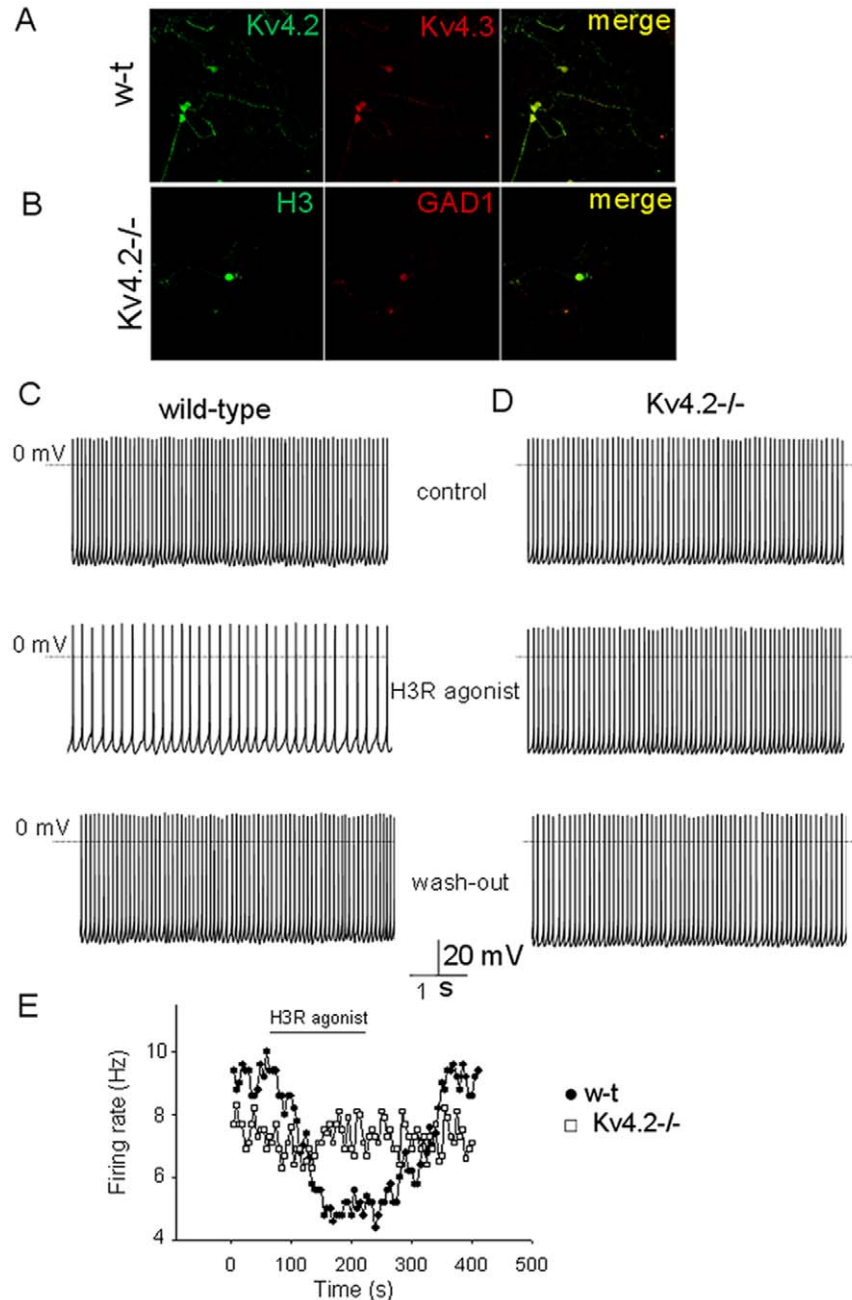 A
w-t
Kv4.2
Kv4.3
merge
B
Kv4.2-/-
H3
GAD1
merge
C
wild-type
D
Kv4.2-/-
0 mV
control
0 mV
H3R agonist
0 mV
wash-out
20 mV
1 s
E
H3R agonist
Firing rate (Hz)
10
8
6
4
0 100 200 300 400 500
Time (s)
w-t
Kv4.2-/-